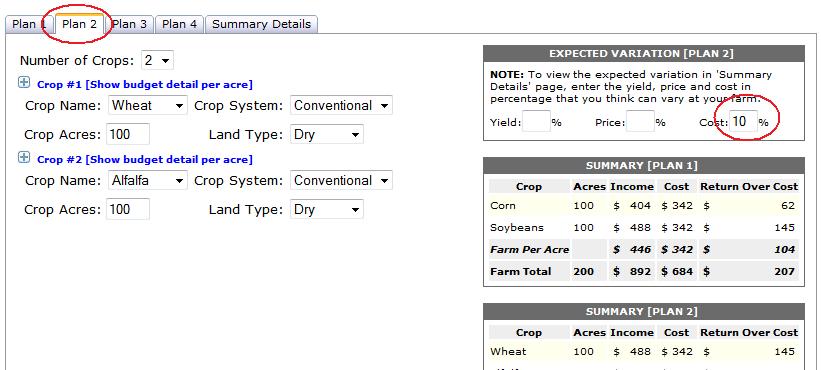 Plan 1 Plan 2 Plan 3 Plan 4 Summary Details
Number of Crops: 2
Crop #1 [Show budget detail per acre]
Crop Name: Wheat Crop System: Conventional
Crop Acres: 100 Land Type: Dry
Crop #2 [Show budget detail per acre]
Crop Name: Alfalfa Crop System: Conventional
Crop Acres: 100 Land Type: Dry
EXPECTED VARIATION [PLAN 2]
NOTE: To view the expected variation in 'Summary
Details' page, enter the yield, price and cost in
percentage that you think can vary at your farm.
Yield: % Price: % Cost: 10 %
SUMMARY [PLAN 1]
Crop Acres Income Cost Return Over Cost
Corn 100 $ 404 $ 342 $ 62
Soybeans 100 $ 488 $ 342 $ 145
Farm Per Acre $ 446 $ 342 $ 104
Farm Total 200 $ 892 $ 684 $ 207
SUMMARY [PLAN 2]
Crop Acres Income Cost Return Over Cost
Wheat 100 $ 488 $ 342 $ 145